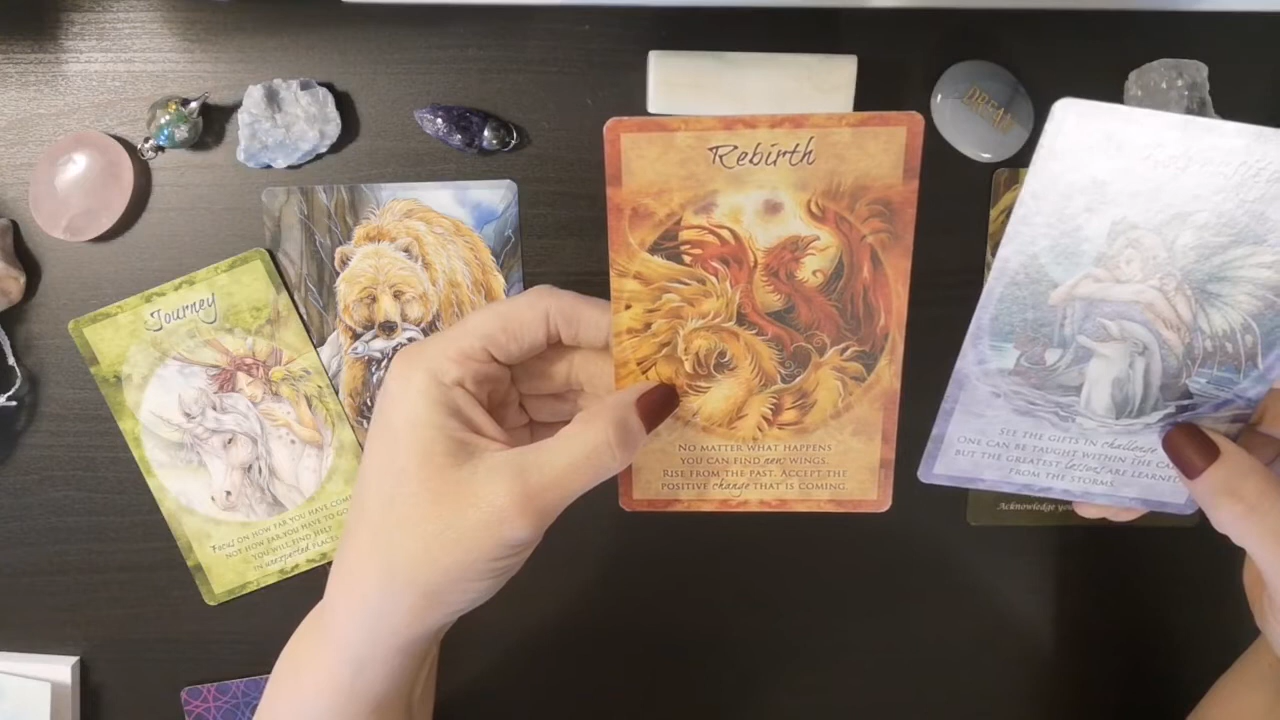 Journey
FOCUS ON HOW FAR YOU HAVE COME
NOT HOW FAR YOU HAVE TO GO
YOU WILL FIND HELP
IN unexpected PLACES
Rebirth
NO MATTER WHAT HAPPENS
YOU CAN FIND new WINGS.
RISE FROM THE PAST. ACCEPT THE
POSITIVE change THAT IS COMING.
DREAM
SEE THE GIFTS IN challenge
ONE CAN BE TAUGHT WITHIN THE
BUT THE GREATEST lessons ARE LEARNED
FROM THE STORMS.
Acknowledge